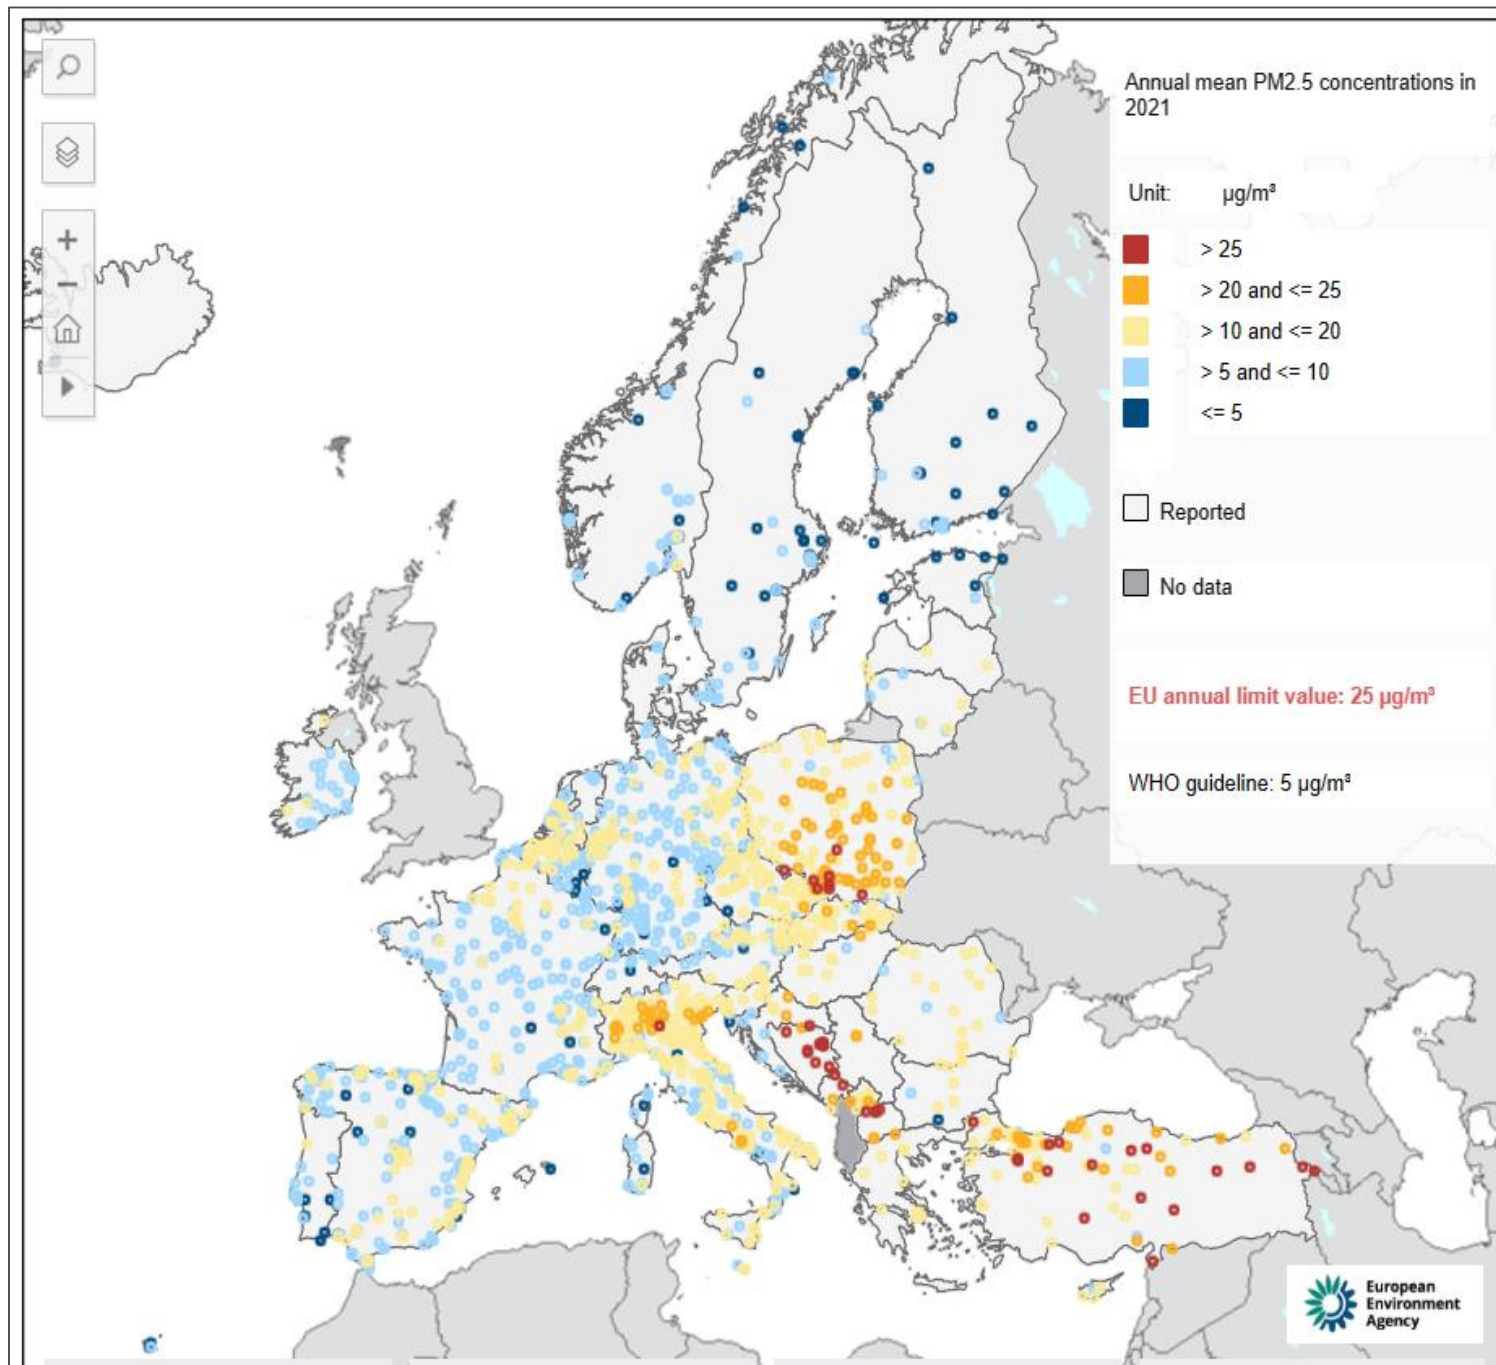 Annual mean PM2.5 concentrations in
2021
Unit: µg/m³
> 25
> 20 and <= 25
> 10 and <= 20
> 5 and <= 10
<= 5
Reported
No data
EU annual limit value: 25 µg/m³
WHO guideline: 5 µg/m³
European
Environment
Agency